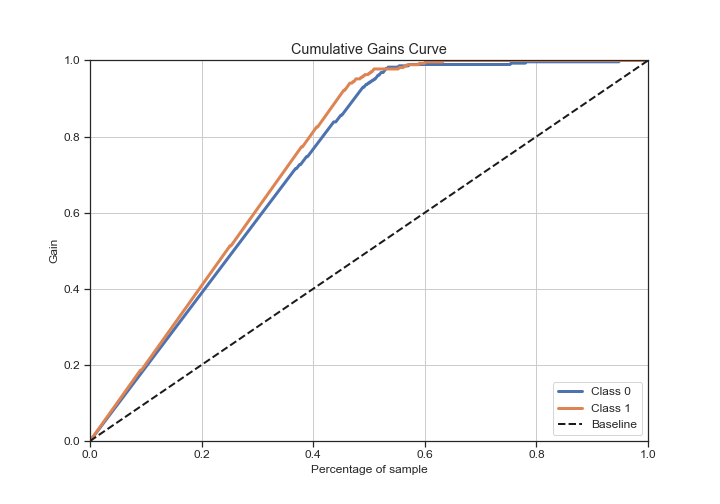 Cumulative Gains Curve
1.0
0.8
0.6
0.4
0.2
0.0
Gain
0.0 0.2 0.4 0.6 0.8 1.0
Percentage of sample
Class 0
Class 1
Baseline